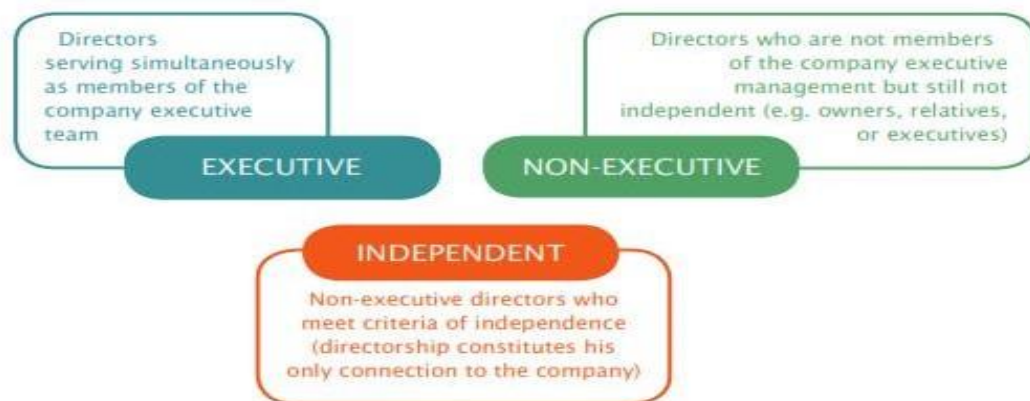 Directors
serving simultaneously
as members of the
company executive
team
EXECUTIVE
Directors who are not members
of the company executive
management but still not
independent (e.g. owners, relatives,
or executives)
NON-EXECUTIVE
INDEPENDENT
Non-executive directors who
meet criteria of independence
(directorship constitutes his
only connection to the company)